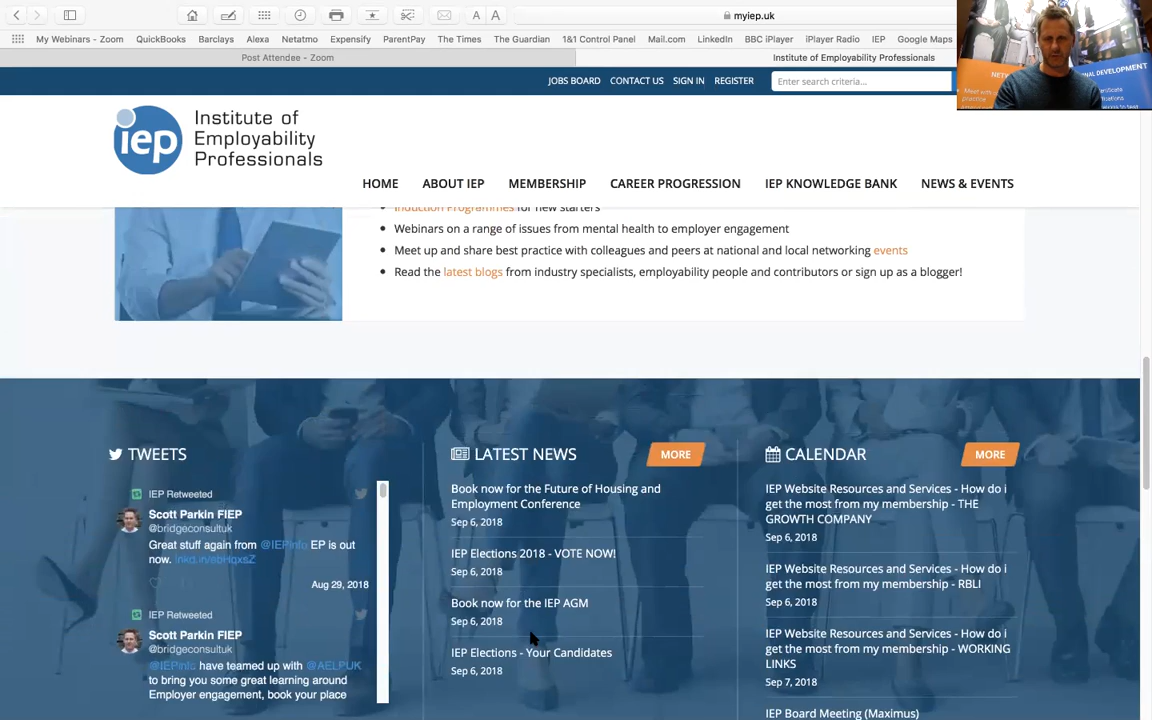 myiep.uk
My Webinars - Zoom QuickBooks Barclays Alexa Netatmo Expensify ParentPay The Times The Guardian 1&1 Control Panel Mail.com LinkedIn BBC iPlayer iPlayer Radio IEP Google Maps
Post Attendee - Zoom
Institute of Employability Professionals
JOBS BOARD CONTACT US SIGN IN REGISTER
Enter search criteria...
iep
Institute of
Employability
Professionals
HOME ABOUT IEP MEMBERSHIP CAREER PROGRESSION IEP KNOWLEDGE BANK NEWS & EVENTS
Induction Programmes for new starters
Webinars on a range of issues from mental health to employer engagement
Meet up and share best practice with colleagues and peers at national and local networking events
Read the latest blogs from industry specialists, employability people and contributors or sign up as a blogger!
TWEETS
IEP Retweeted
Scott Parkin FIEP
@bridgeconsultuk
Great stuff again from @IEPinfo EP is out
now. lnkd.in/ebHqxsZ
Aug 29, 2018
IEP Retweeted
Scott Parkin FIEP
@bridgeconsultuk
@IEPinfo have teamed up with @AELPUK
to bring you some great learning around
Employer engagement, book your place
LATEST NEWS
MORE
Book now for the Future of Housing and
Employment Conference
Sep 6, 2018
IEP Elections 2018 - VOTE NOW!
Sep 6, 2018
Book now for the IEP AGM
Sep 6, 2018
IEP Elections - Your Candidates
Sep 6, 2018
CALENDAR
MORE
IEP Website Resources and Services - How do i
get the most from my membership - THE
GROWTH COMPANY
Sep 6, 2018
IEP Website Resources and Services - How do i
get the most from my membership - RBLI
Sep 6, 2018
IEP Website Resources and Services - How do i
get the most from my membership - WORKING
LINKS
Sep 7, 2018
IEP Board Meeting (Maximus)